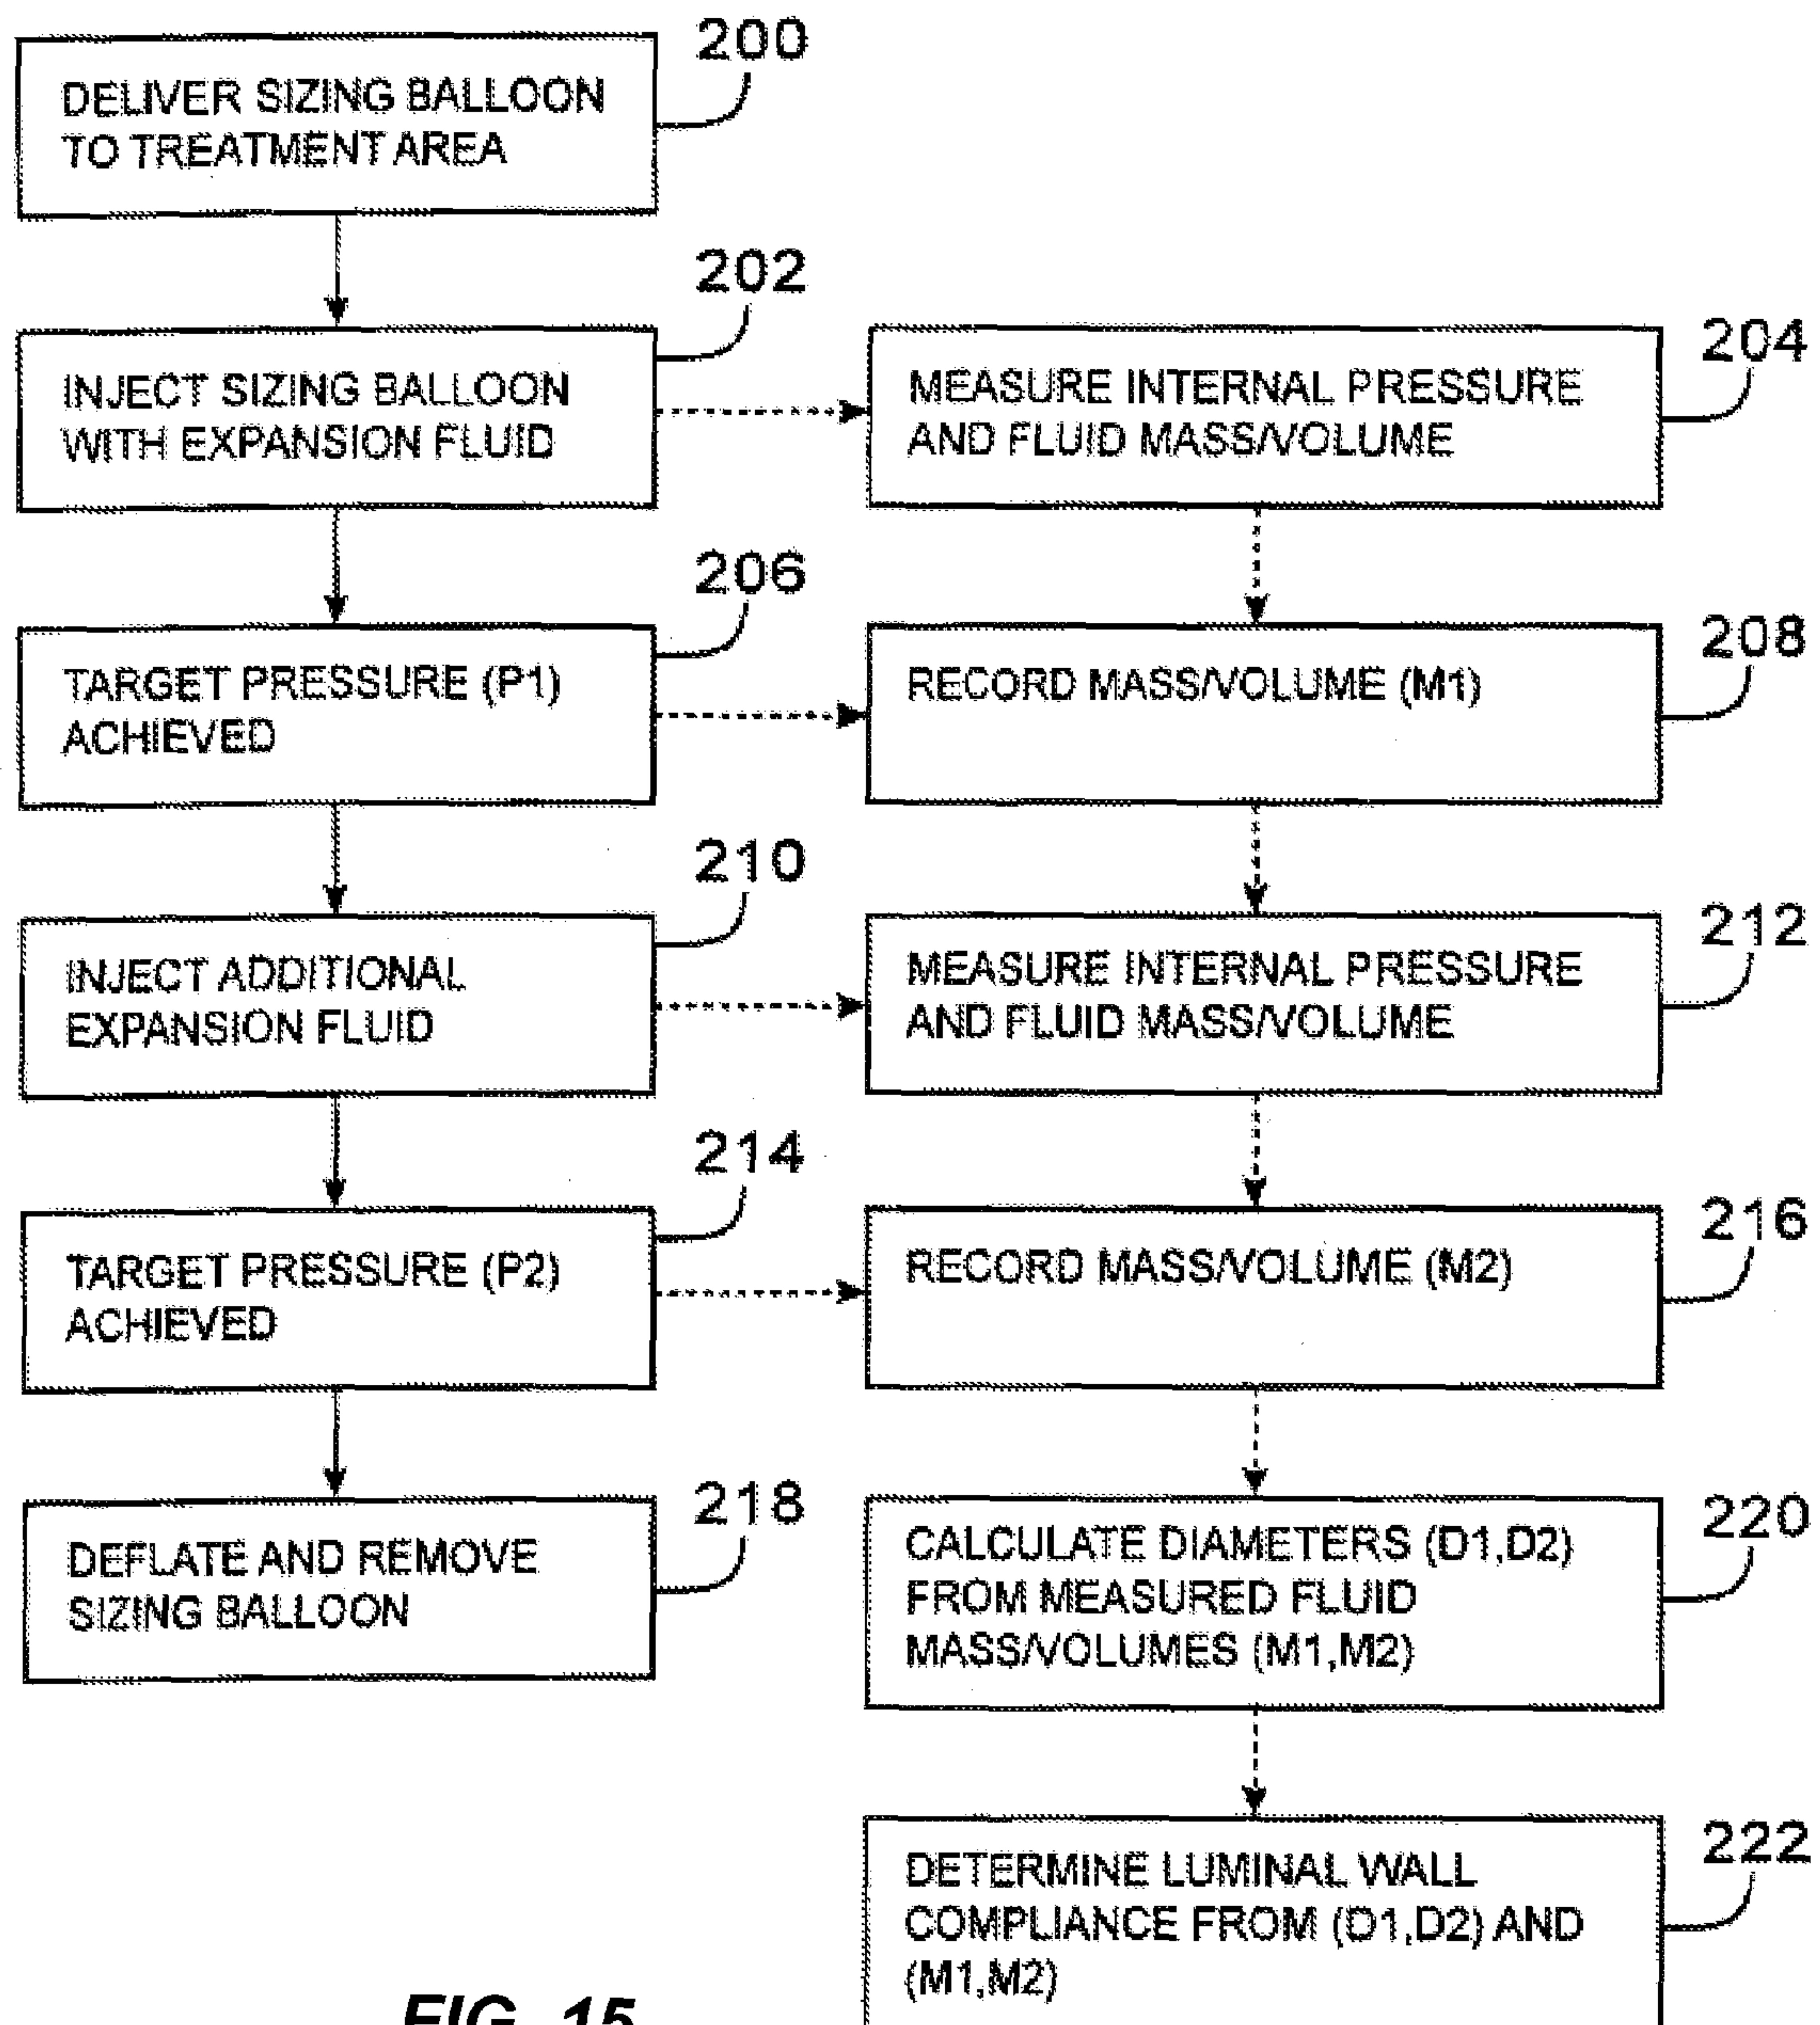 200
DELIVER SIZING BALLOON
TO TREATMENT AREA
202
INJECT SIZING BALLOON
WITH EXPANSION FLUID
204
MEASURE INTERNAL PRESSURE
AND FLUID MASS/VOLUME
206
TARGET PRESSURE (P1)
ACHIEVED
208
RECORD MASS/VOLUME (M1)
210
INJECT ADDITIONAL
EXPANSION FLUID
212
MEASURE INTERNAL PRESSURE
AND FLUID MASS/VOLUME
214
TARGET PRESSURE (P2)
ACHIEVED
216
RECORD MASS/VOLUME (M2)
218
DEFLATE AND REMOVE
SIZING BALLOON
220
CALCULATE DIAMETERS (D1,D2)
FROM MEASURED FLUID
MASS/VOLUMES (M1,M2)
222
DETERMINE LUMINAL WALL
COMPLIANCE FROM (D1,D2) AND
(M1,M2)
FIG. 15